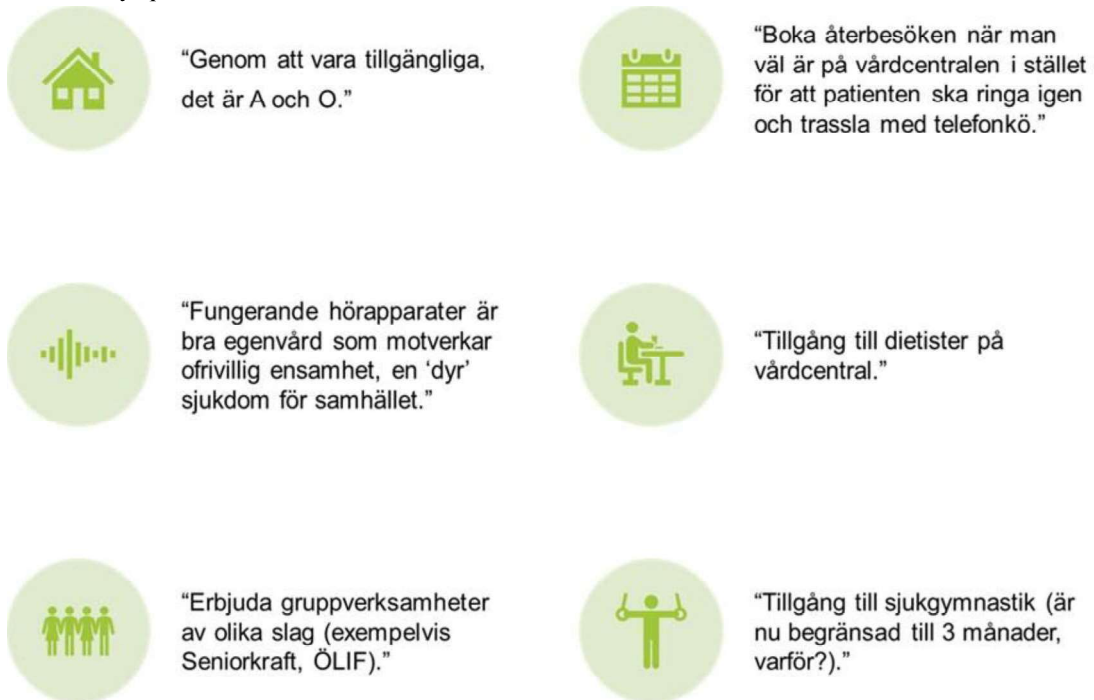 “Genom att vara tillgängliga,
det är A och O.”
“Boka återbesöken när man
väl är på vårdcentralen i stället
för att patienten ska ringa igen
och trassla med telefonkö.”
“Fungerande hörapparater är
bra egenvård som motverkar
ofrivillig ensamhet, en ‘dyr’
sjukdom för samhället.”
“Tillgång till dietister på
vårdcentral.”
“Erbjuda gruppverksamheter
av olika slag (exempelvis
Seniorkraft, ÖLIF).”
“Tillgång till sjukgymnastik (är
nu begränsad till 3 månader,
varför?).”